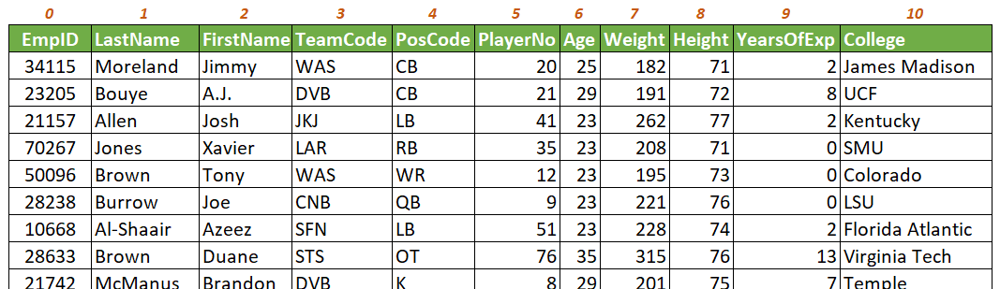 0 1 2 3 4 5 6 7 8 9 10
EmpID LastName FirstName TeamCode PosCode PlayerNo Age Weight Height YearsOfExp College
34115 Moreland Jimmy WAS CB 20 25 182 71 2 James Madison
23205 Bouye A.J. DVB CB 21 29 191 72 8 UCF
21157 Allen Josh JKJ LB 41 23 262 77 2 Kentucky
70267 Jones Xavier LAR RB 35 23 208 71 0 SMU
50096 Brown Tony WAS WR 12 23 195 73 0 Colorado
28238 Burrow Joe CNB QB 9 23 221 76 0 LSU
10668 Al-Shaair Azeez SFN LB 51 23 228 74 2 Florida Atlantic
28633 Brown Duane STS OT 76 35 315 76 13 Virginia Tech
21742 McManus Brandon DVB K 8 29 201 75 7 Temple